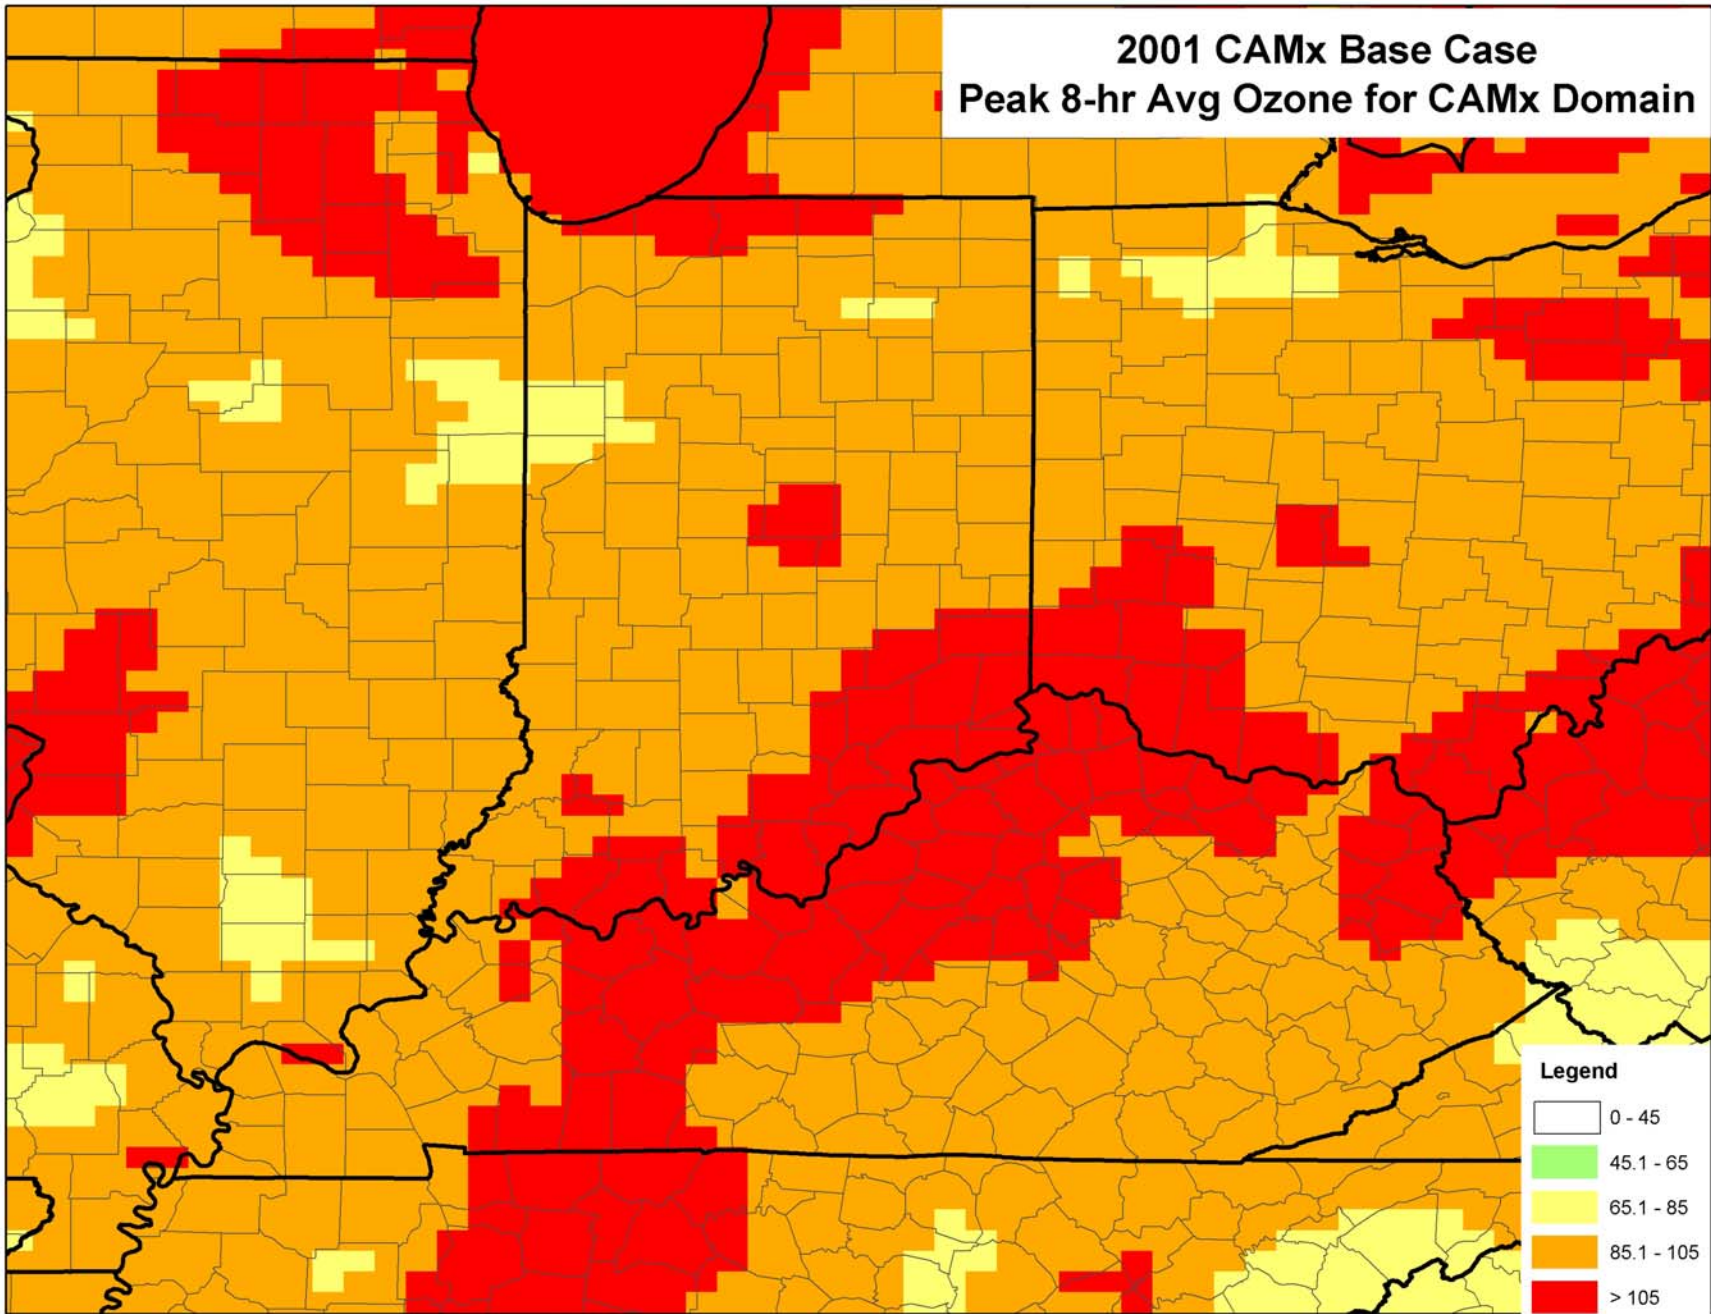 2001 CAMx Base Case
Peak 8-hr Avg Ozone for CAMx Domain
Legend
0 - 45
45.1 - 65
65.1 - 85
85.1 - 105
> 105